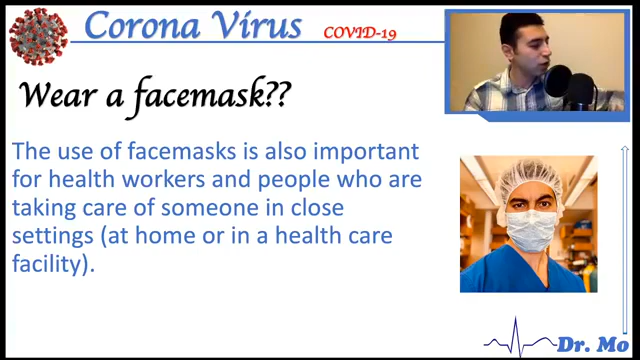 Corona Vírus COVID-19
Wear a facemask??
The use of facemasks is also important
for health workers and people who are
taking care of someone in close
settings (at home or in a health care
facility).
Dr. Mo